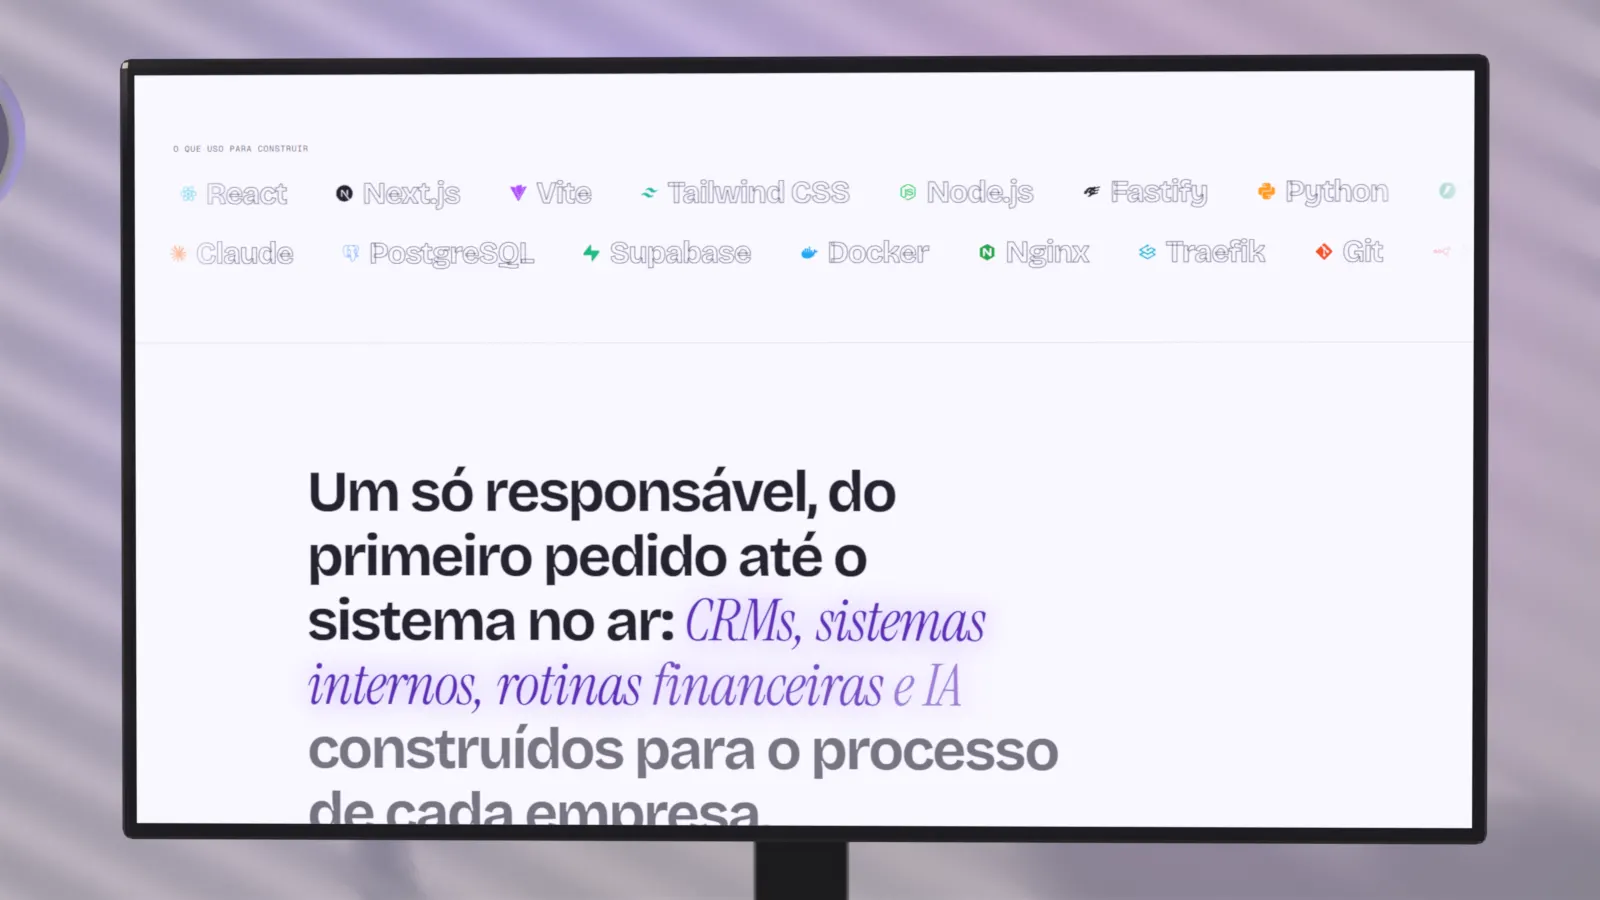 O QUE USO PARA CONSTRUIR
React Next.js Vite Tailwind CSS Node.js Fastify Python
Claude PostgreSQL Supabase Docker Nginx Traefik Git
Um só responsável, do
primeiro pedido até o
sistema no ar: CRMs, sistemas
internos, rotinas financeiras e IA
construídos para o processo
de cada empresa.